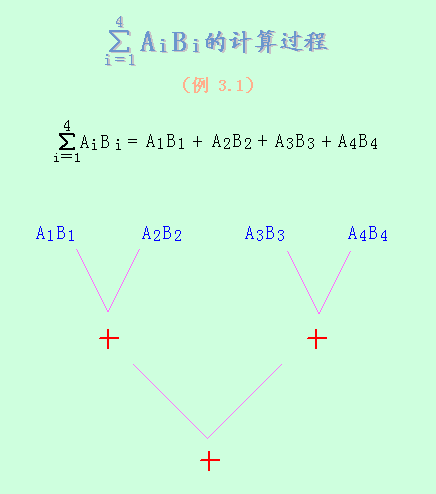 4
∑ AiBi的计算过程
i=1
(例 3.1)
4
∑ AiBi = A1B1 + A2B2 + A3B3 + A4B4
i=1
A1B1 A2B2 A3B3 A4B4
+ +
+